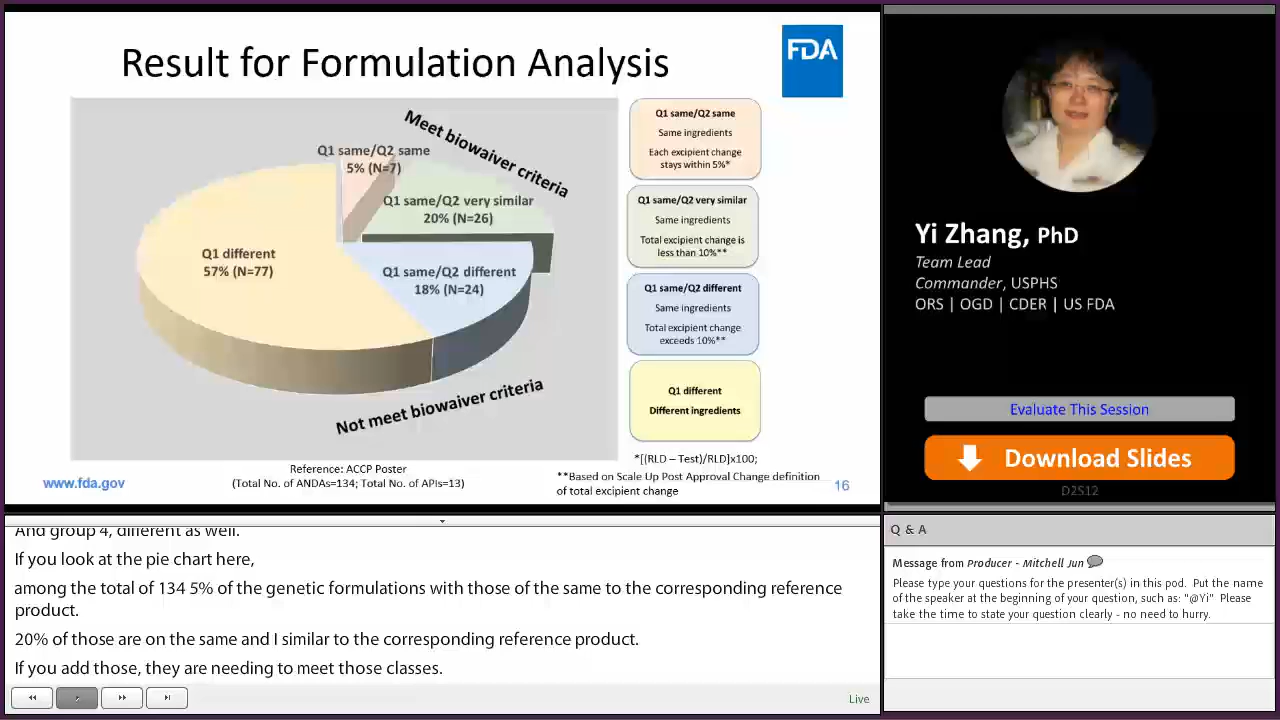 Result for Formulation Analysis
FDA
Meet biowaiver criteria
Q1 same/Q2 same
5% (N=7)
Q1 same/Q2 very similar
20% (N=26)
Q1 different
57% (N=77)
Q1 same/Q2 different
18% (N=24)
Not meet biowaiver criteria
Q1 same/Q2 same
Same ingredients
Each excipient change
stays within 5%*
Q1 same/Q2 very similar
Same ingredients
Total excipient change is
less than 10%**
Q1 same/Q2 different
Same ingredients
Total excipient change
exceeds 10%**
Q1 different
Different ingredients
*[(RLD – Test)/RLD]x100;
**Based on Scale Up Post Approval Change definition
of total excipient change
Reference: ACCP Poster
(Total No. of ANDAs=134; Total No. of APIs=13)
www.fda.gov
16
Yi Zhang, PhD
Team Lead
Commander, USPHS
ORS | OGD | CDER | US FDA
Evaluate This Session
Download Slides
D2S12
And group 4, different as well.
If you look at the pie chart here,
among the total of 134 5% of the genetic formulations with those of the same to the corresponding reference
product.
20% of those are on the same and I similar to the corresponding reference product.
If you add those, they are needing to meet those classes.
Live
Q & A
Message from Producer - Mitchell Jun
Please type your questions for the presenter(s) in this pod. Put the name
of the speaker at the beginning of your question, such as: "@Yi" Please
take the time to state your question clearly - no need to hurry.